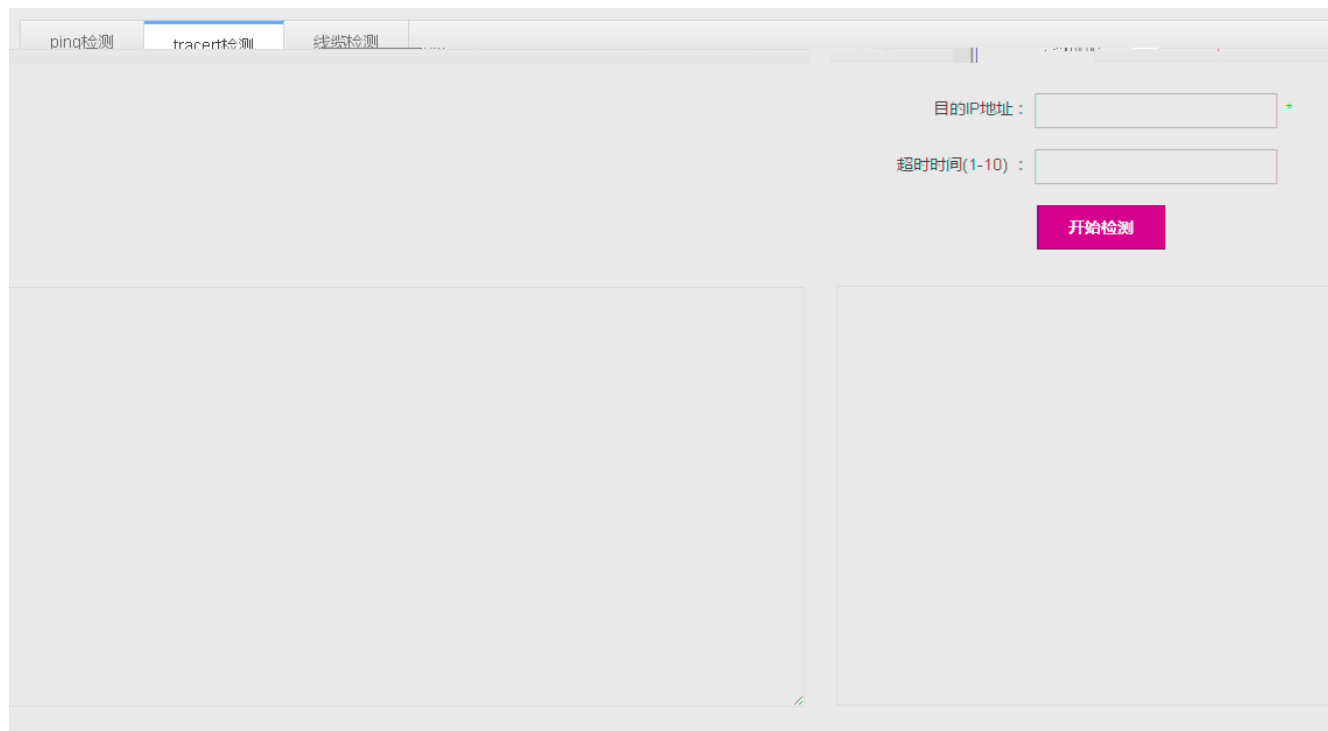 ping检测 tracert检测 线缆检测
目的IP地址： *
超时时间(1-10) ：
开始检测